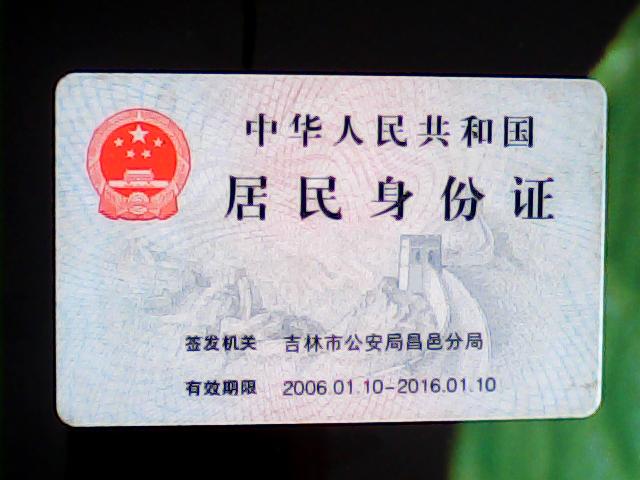 中华人民共和国
居民身份证
签发机关 吉林市公安局昌邑分局
有效期限 2006.01.10-2016.01.10